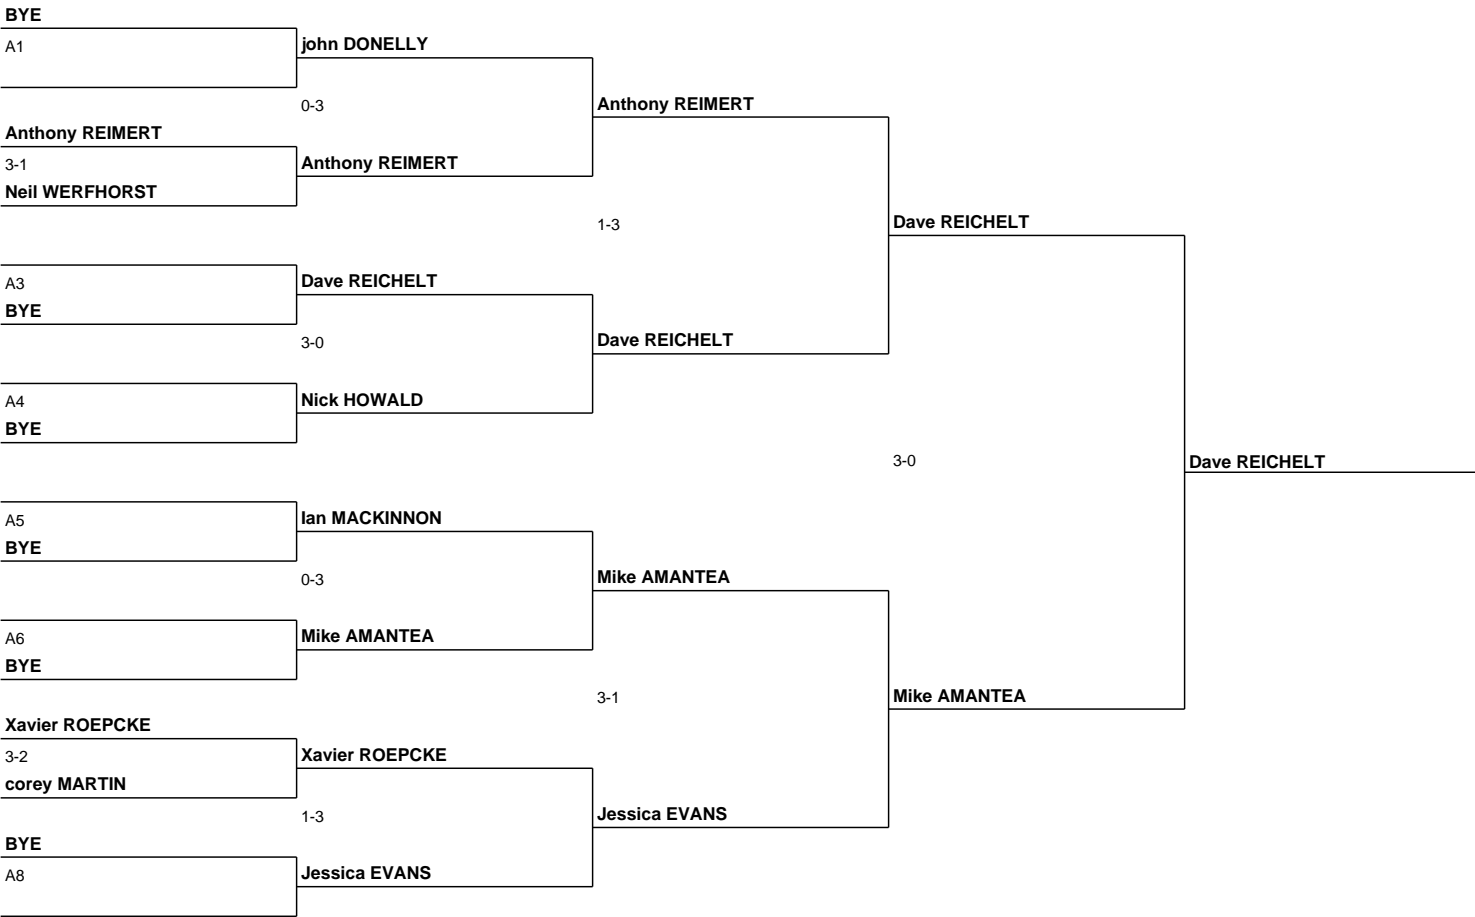 BYE
A1
john DONELLY
0-3
Anthony REIMERT
Anthony REIMERT
3-1
Anthony REIMERT
Neil WERFHORST
1-3
Dave REICHELT
A3
Dave REICHELT
BYE
3-0
Dave REICHELT
A4
Nick HOWALD
BYE
3-0
Dave REICHELT
A5
Ian MACKINNON
BYE
0-3
Mike AMANTEA
A6
Mike AMANTEA
BYE
3-1
Mike AMANTEA
Xavier ROEPCKE
3-2
Xavier ROEPCKE
corey MARTIN
1-3
Jessica EVANS
BYE
A8
Jessica EVANS